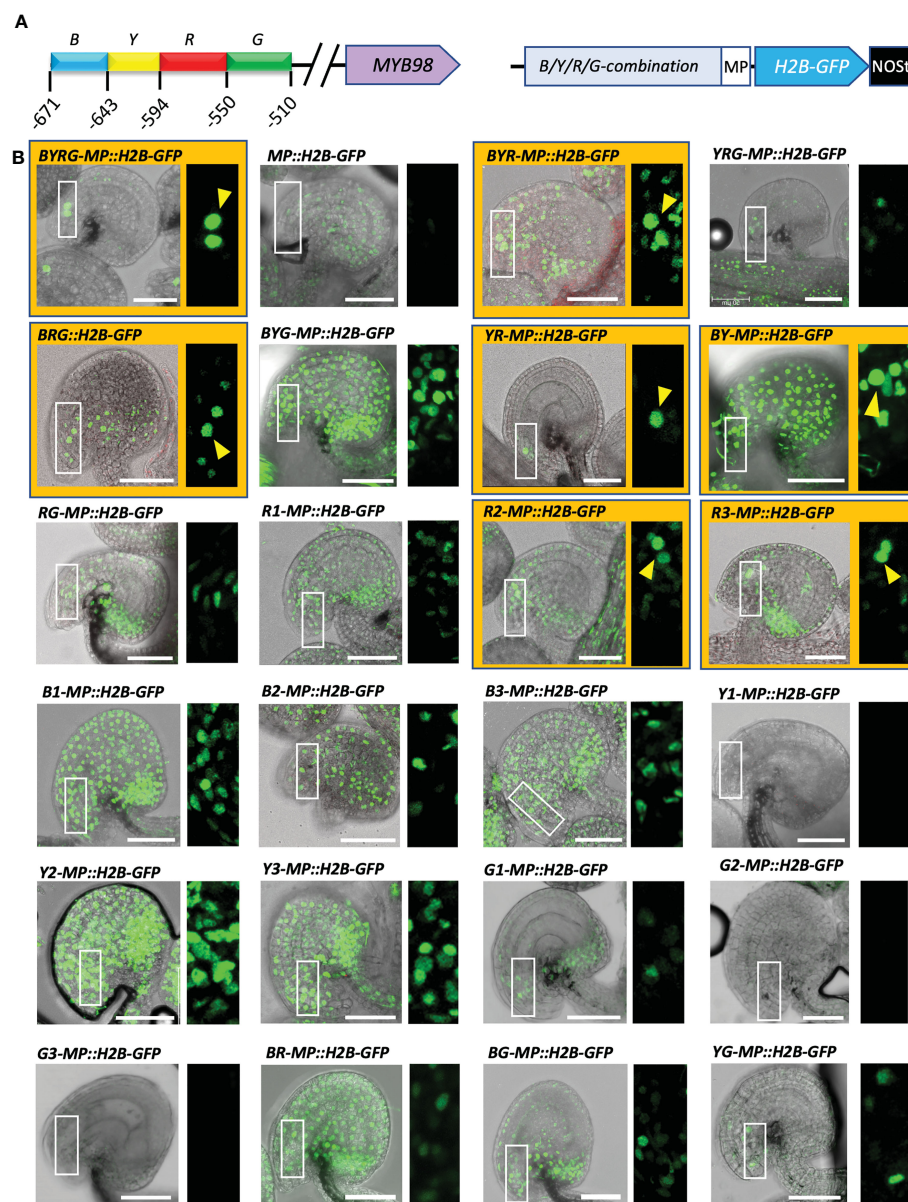 A
B Y R G
MYB98
B/Y/R/G-combination MP H2B-GFP NOSt
-671 -643 -594 -550 -510
B
BYRG-MP::H2B-GFP MP::H2B-GFP BYR-MP::H2B-GFP YRG-MP::H2B-GFP
BRG::H2B-GFP BYG-MP::H2B-GFP YR-MP::H2B-GFP BY-MP::H2B-GFP
RG-MP::H2B-GFP R1-MP::H2B-GFP R2-MP::H2B-GFP R3-MP::H2B-GFP
B1-MP::H2B-GFP B2-MP::H2B-GFP B3-MP::H2B-GFP Y1-MP::H2B-GFP
Y2-MP::H2B-GFP Y3-MP::H2B-GFP G1-MP::H2B-GFP G2-MP::H2B-GFP
G3-MP::H2B-GFP BR-MP::H2B-GFP BG-MP::H2B-GFP YG-MP::H2B-GFP